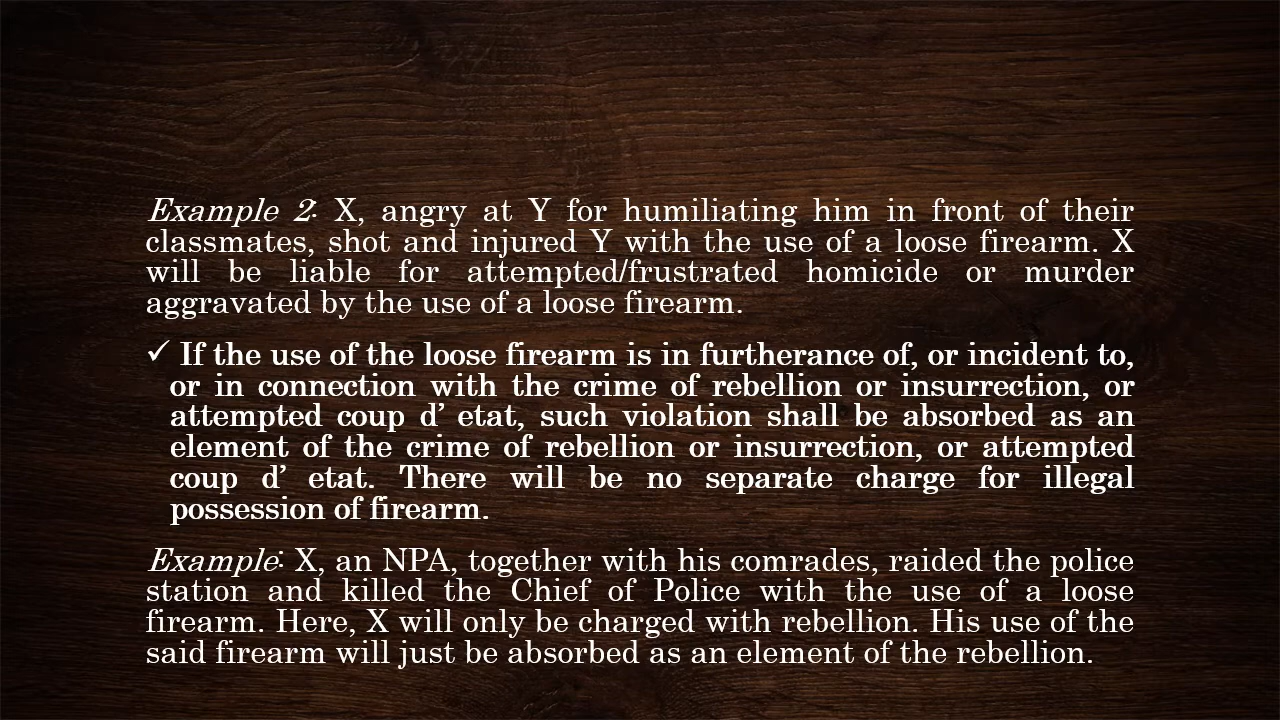 Example 2: X, angry at Y for humiliating him in front of their
classmates, shot and injured Y with the use of a loose firearm. X
will be liable for attempted/frustrated homicide or murder
aggravated by the use of a loose firearm.
✓ If the use of the loose firearm is in furtherance of, or incident to,
or in connection with the crime of rebellion or insurrection, or
attempted coup d’ etat, such violation shall be absorbed as an
element of the crime of rebellion or insurrection, or attempted
coup d’ etat. There will be no separate charge for illegal
possession of firearm.
Example: X, an NPA, together with his comrades, raided the police
station and killed the Chief of Police with the use of a loose
firearm. Here, X will only be charged with rebellion. His use of the
said firearm will just be absorbed as an element of the rebellion.